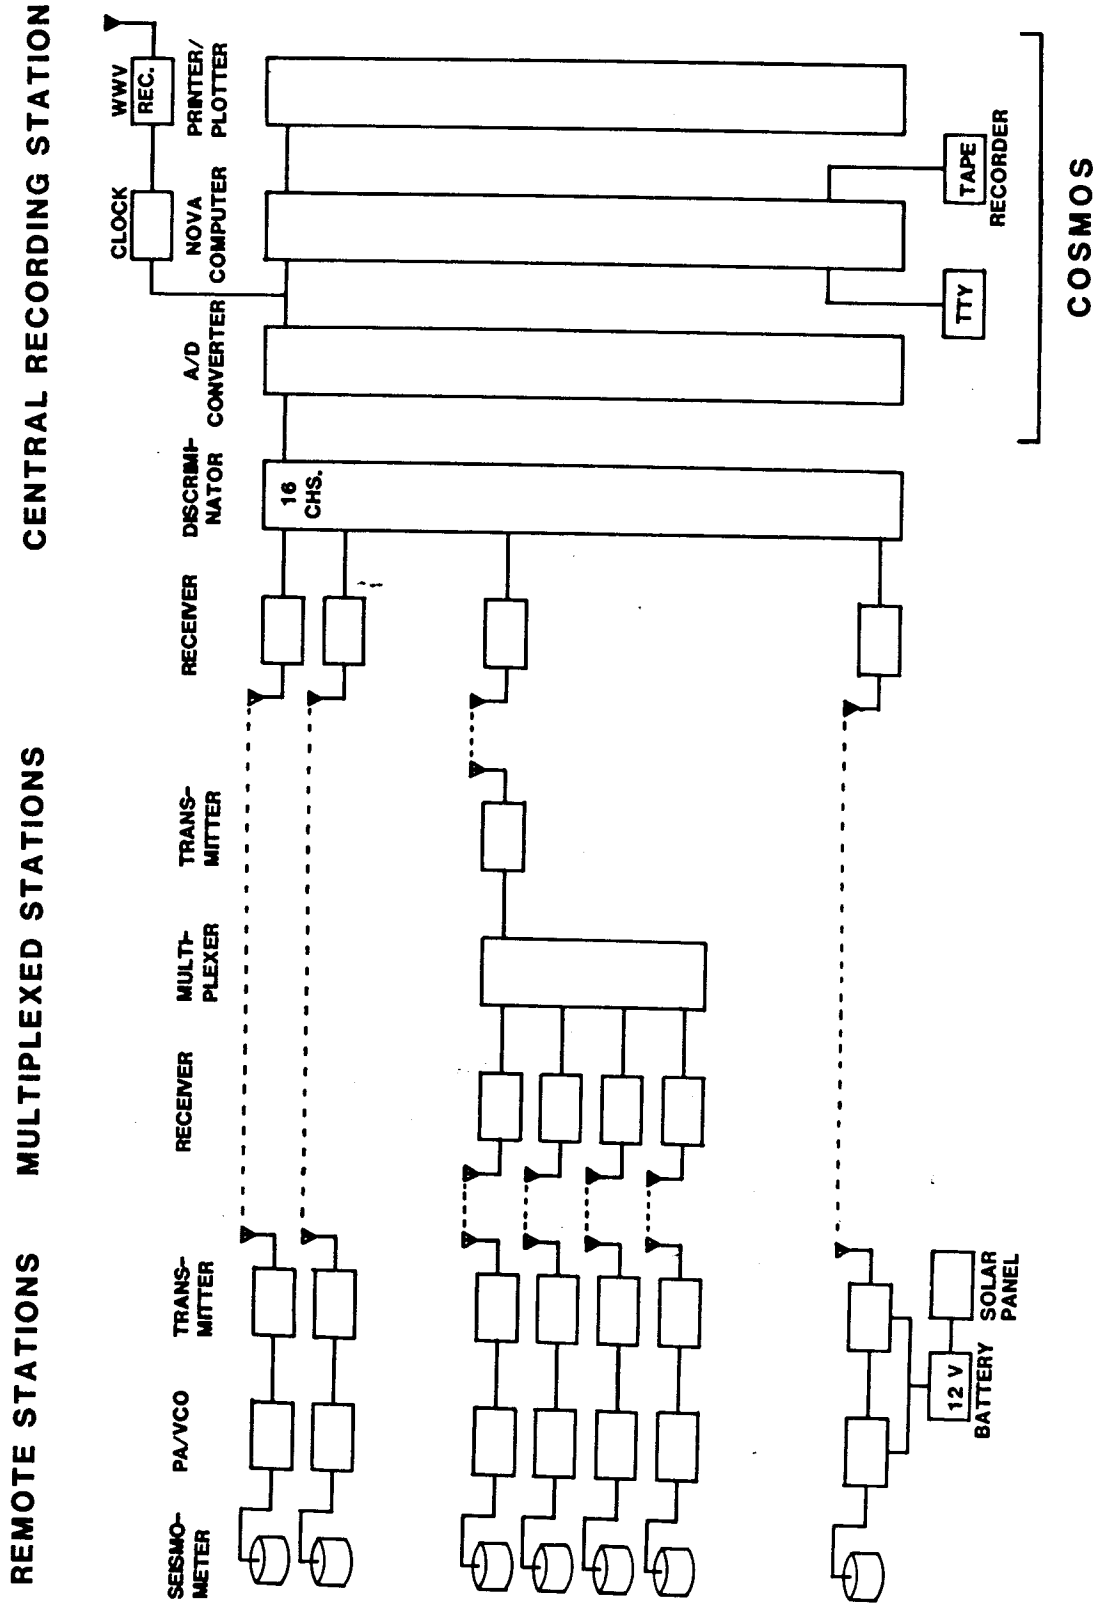 REMOTE STATIONS
MULTIPLEXED STATIONS
CENTRAL RECORDING STATION
SEISMO-
METER
PA/VCO
TRANS-
MITTER
RECEIVER
MULTI-
PLEXER
TRANS-
MITTER
RECEIVER
DISCRIMI-
NATOR
A/D
CONVERTER
NOVA
COMPUTER
PRINTER/
PLOTTER
CLOCK
WWV
REC.
16
CHS.
12 V
BATTERY
SOLAR
PANEL
TTY
TAPE
RECORDER
COSMOS